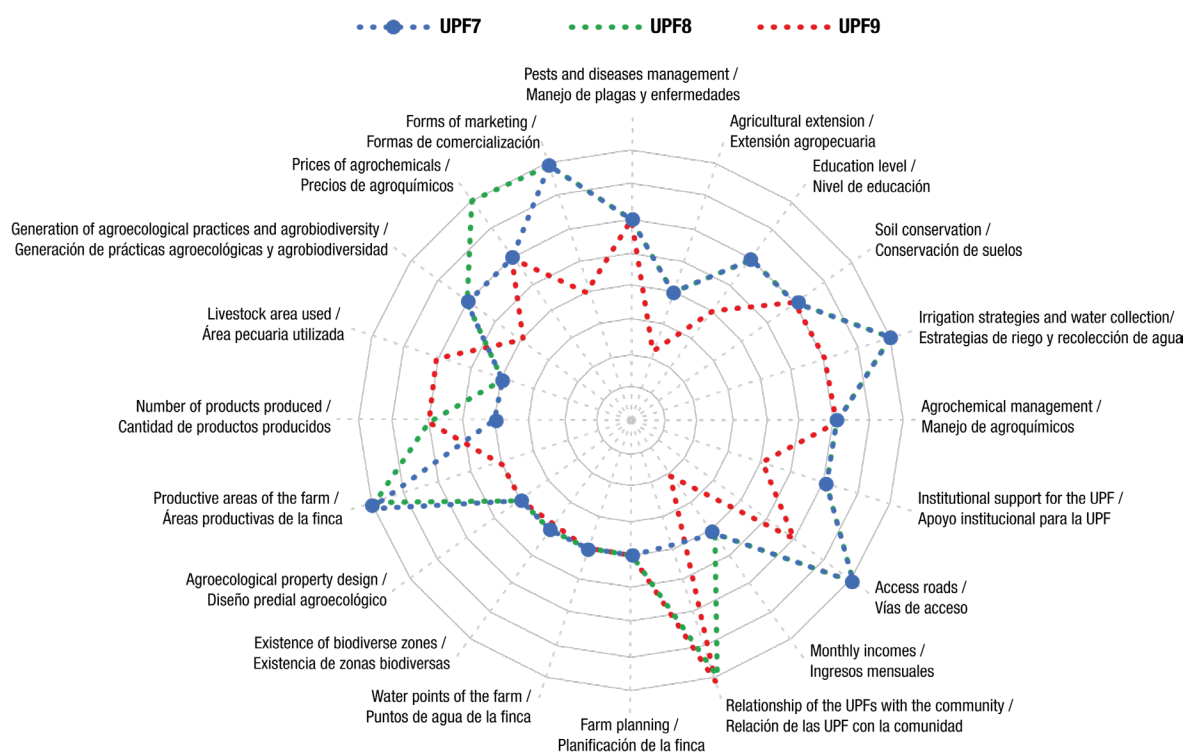 UPF7
UPF8
UPF9
Pests and diseases management /
Manejo de plagas y enfermedades
Agricultural extension /
Extensión agropecuaria
Education level /
Nivel de educación
Soil conservation /
Conservación de suelos
Irrigation strategies and water collection/
Estrategias de riego y recolección de agua
Agrochemical management /
Manejo de agroquímicos
Institutional support for the UPF /
Apoyo institucional para la UPF
Access roads /
Vías de acceso
Monthly incomes /
Ingresos mensuales
Relationship of the UPFs with the community /
Relación de las UPF con la comunidad
Farm planning /
Planificación de la finca
Water points of the farm /
Puntos de agua de la finca
Existence of biodiverse zones /
Existencia de zonas biodiversas
Agroecological property design /
Diseño predial agroecológico
Productive areas of the farm /
Áreas productivas de la finca
Number of products produced /
Cantidad de productos producidos
Livestock area used /
Área pecuaria utilizada
Generation of agroecological practices and agrobiodiversity /
Generación de prácticas agroecológicas y agrobiodiversidad
Prices of agrochemicals /
Precios de agroquímicos
Forms of marketing /
Formas de comercialización